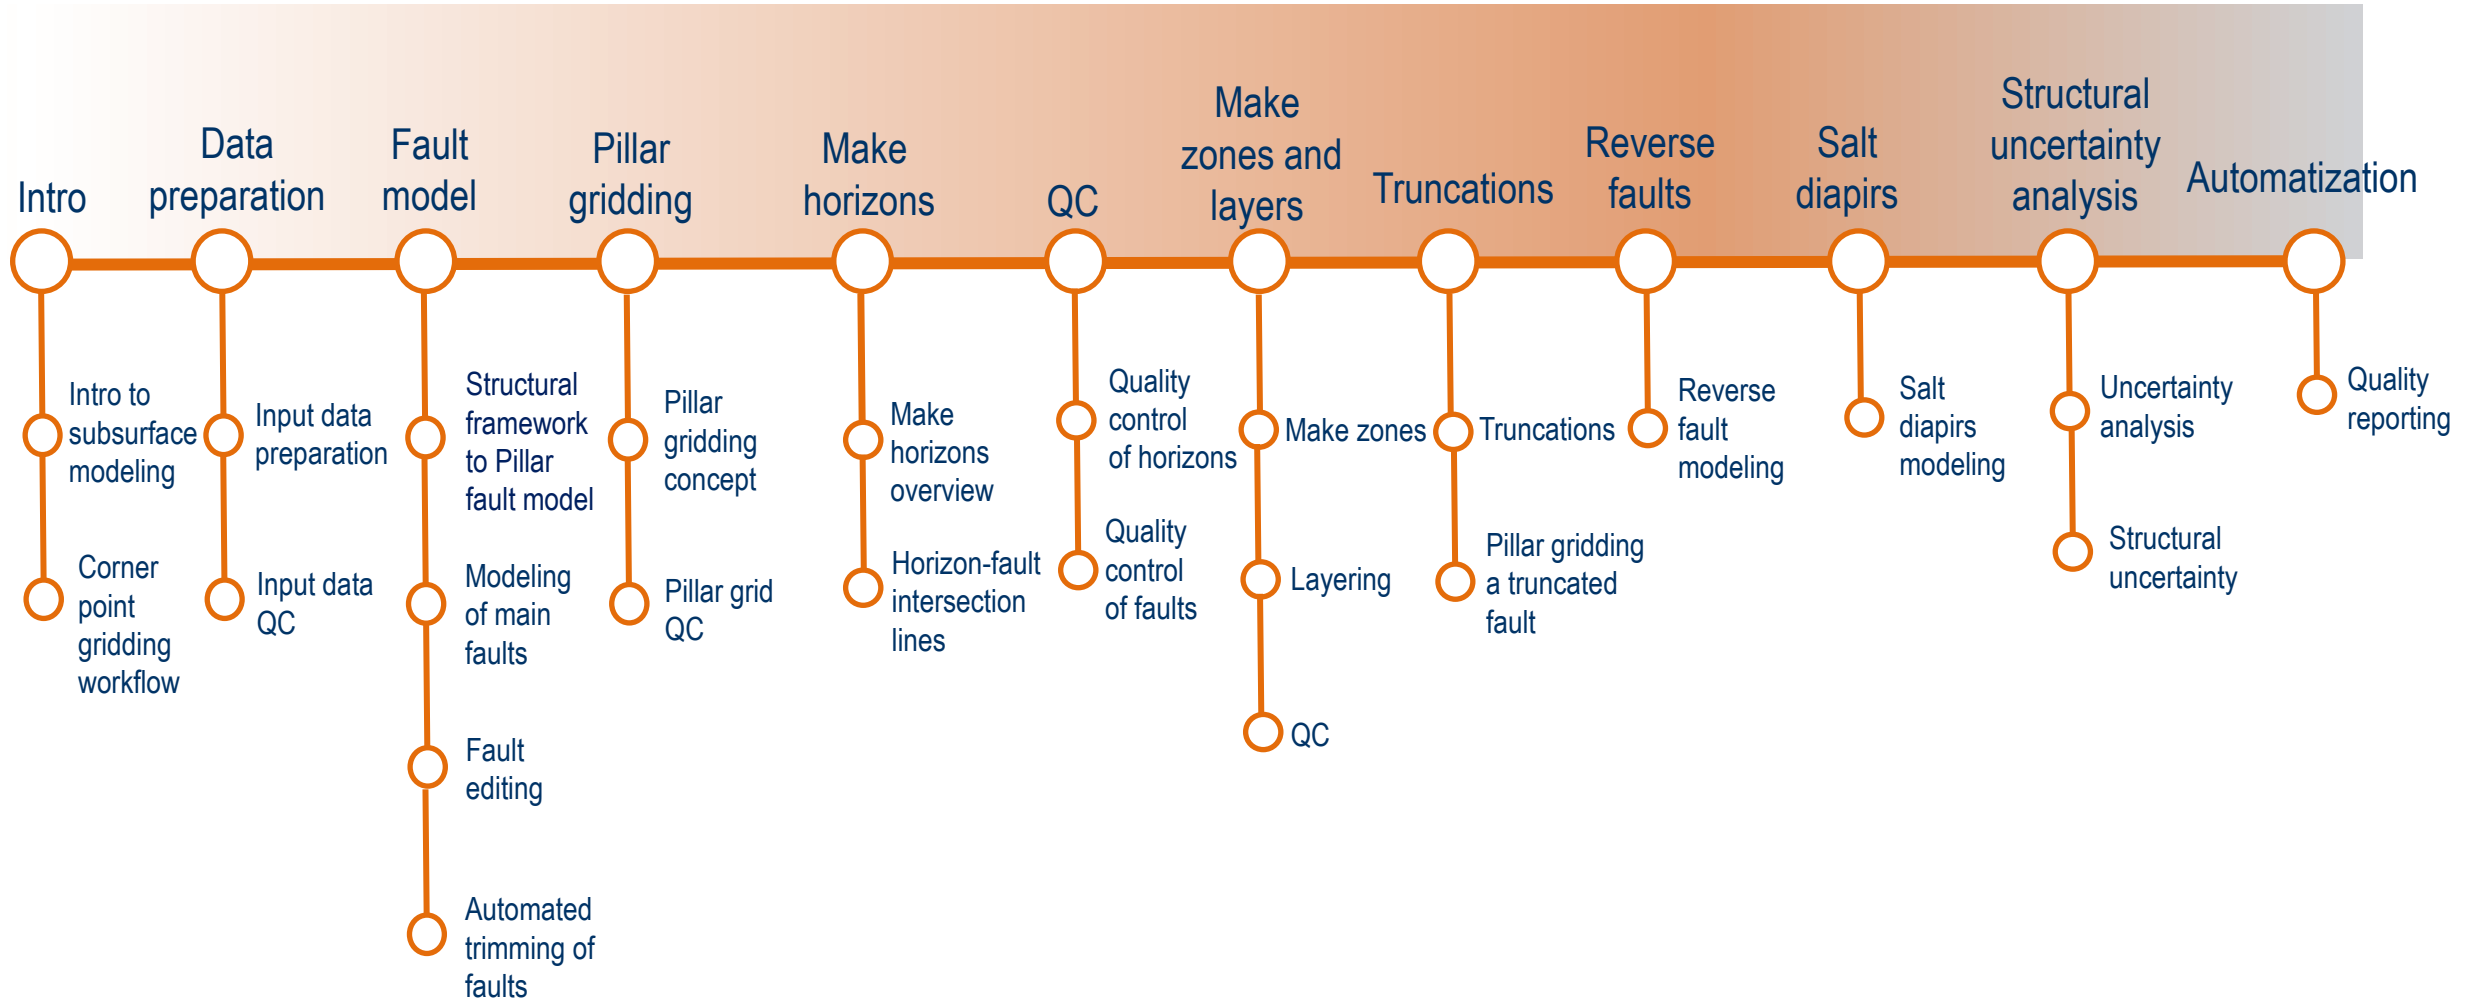 Intro
Data
preparation
Fault
model
Pillar
gridding
Make
horizons
QC
Make
zones and
layers
Truncations
Reverse
faults
Salt
diapirs
Structural
uncertainty
analysis
Automatization
Intro to
subsurface
modeling
Corner
point
gridding
workflow
Input data
preparation
Input data
QC
Structural
framework
to Pillar
fault model
Modeling
of main
faults
Fault
editing
Automated
trimming of
faults
Pillar
gridding
concept
Pillar grid
QC
Make
horizons
overview
Horizon-fault
intersection
lines
Quality
control
of horizons
Quality
control
of faults
Make zones
Layering
QC
Truncations
Pillar gridding
a truncated
fault
Reverse
fault
modeling
Salt
diapirs
modeling
Uncertainty
analysis
Structural
uncertainty
Quality
reporting